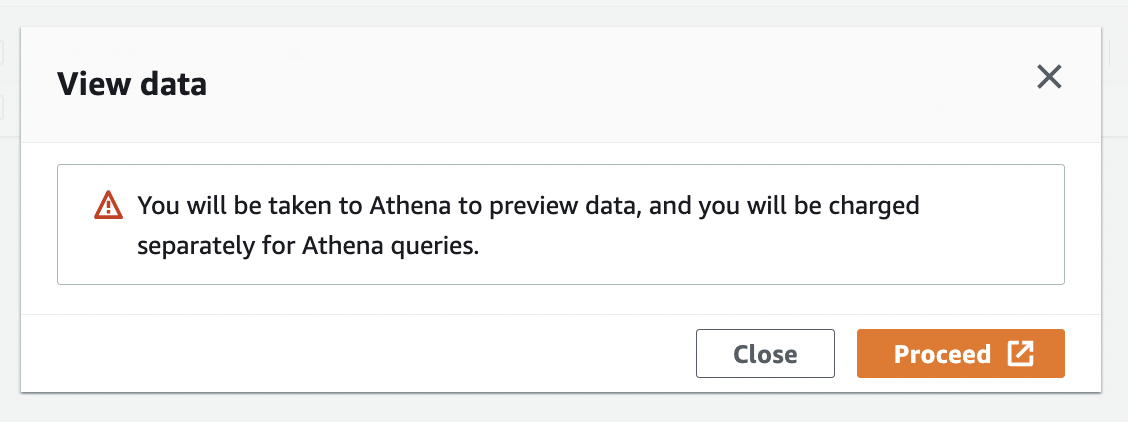 View data
You will be taken to Athena to preview data, and you will be charged
separately for Athena queries.
Close
Proceed